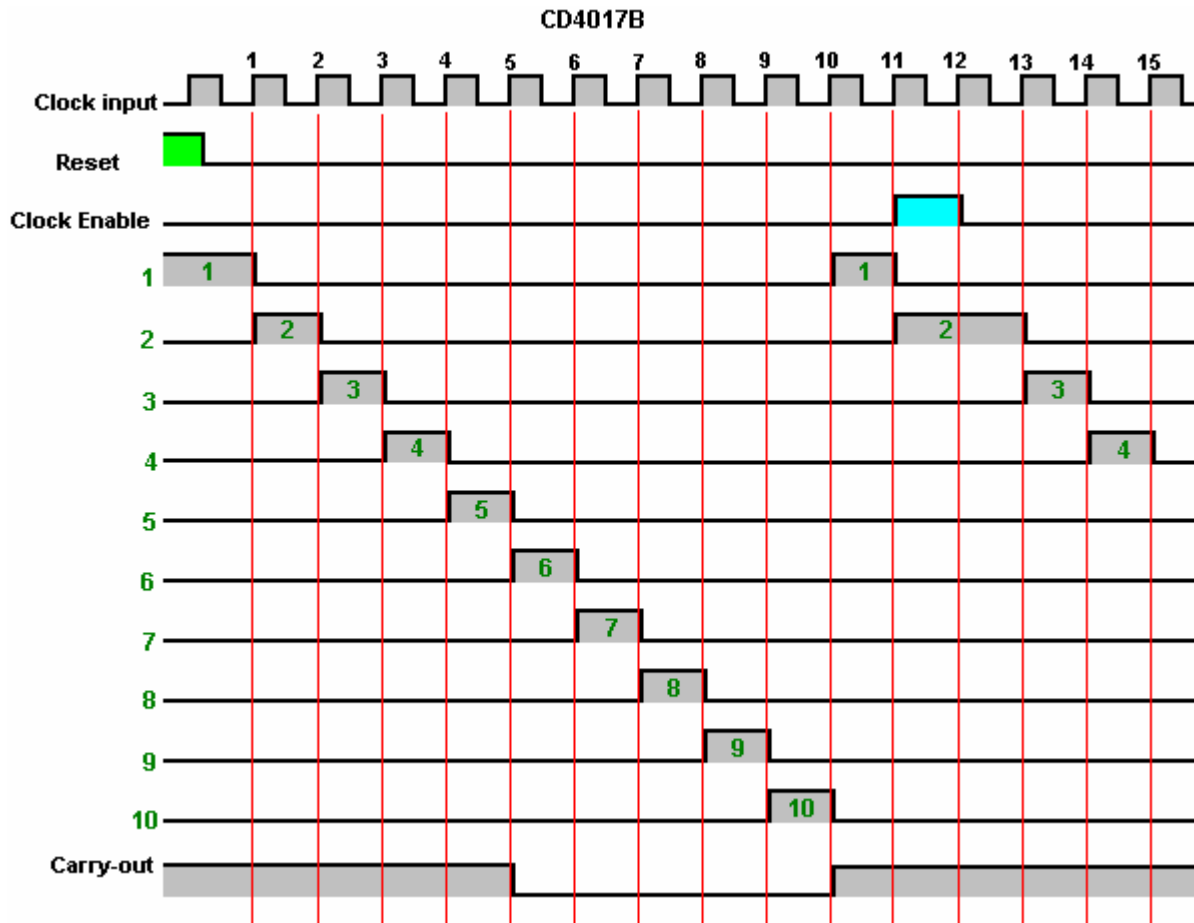 CD4017B
1 2 3 4 5 6 7 8 9 10 11 12 13 14 15
Clock input
Reset
Clock Enable
1 1 1
2 2 2
3 3 3
4 4 4
5 5
6 6
7 7
8 8
9 9
10 10
Carry-out